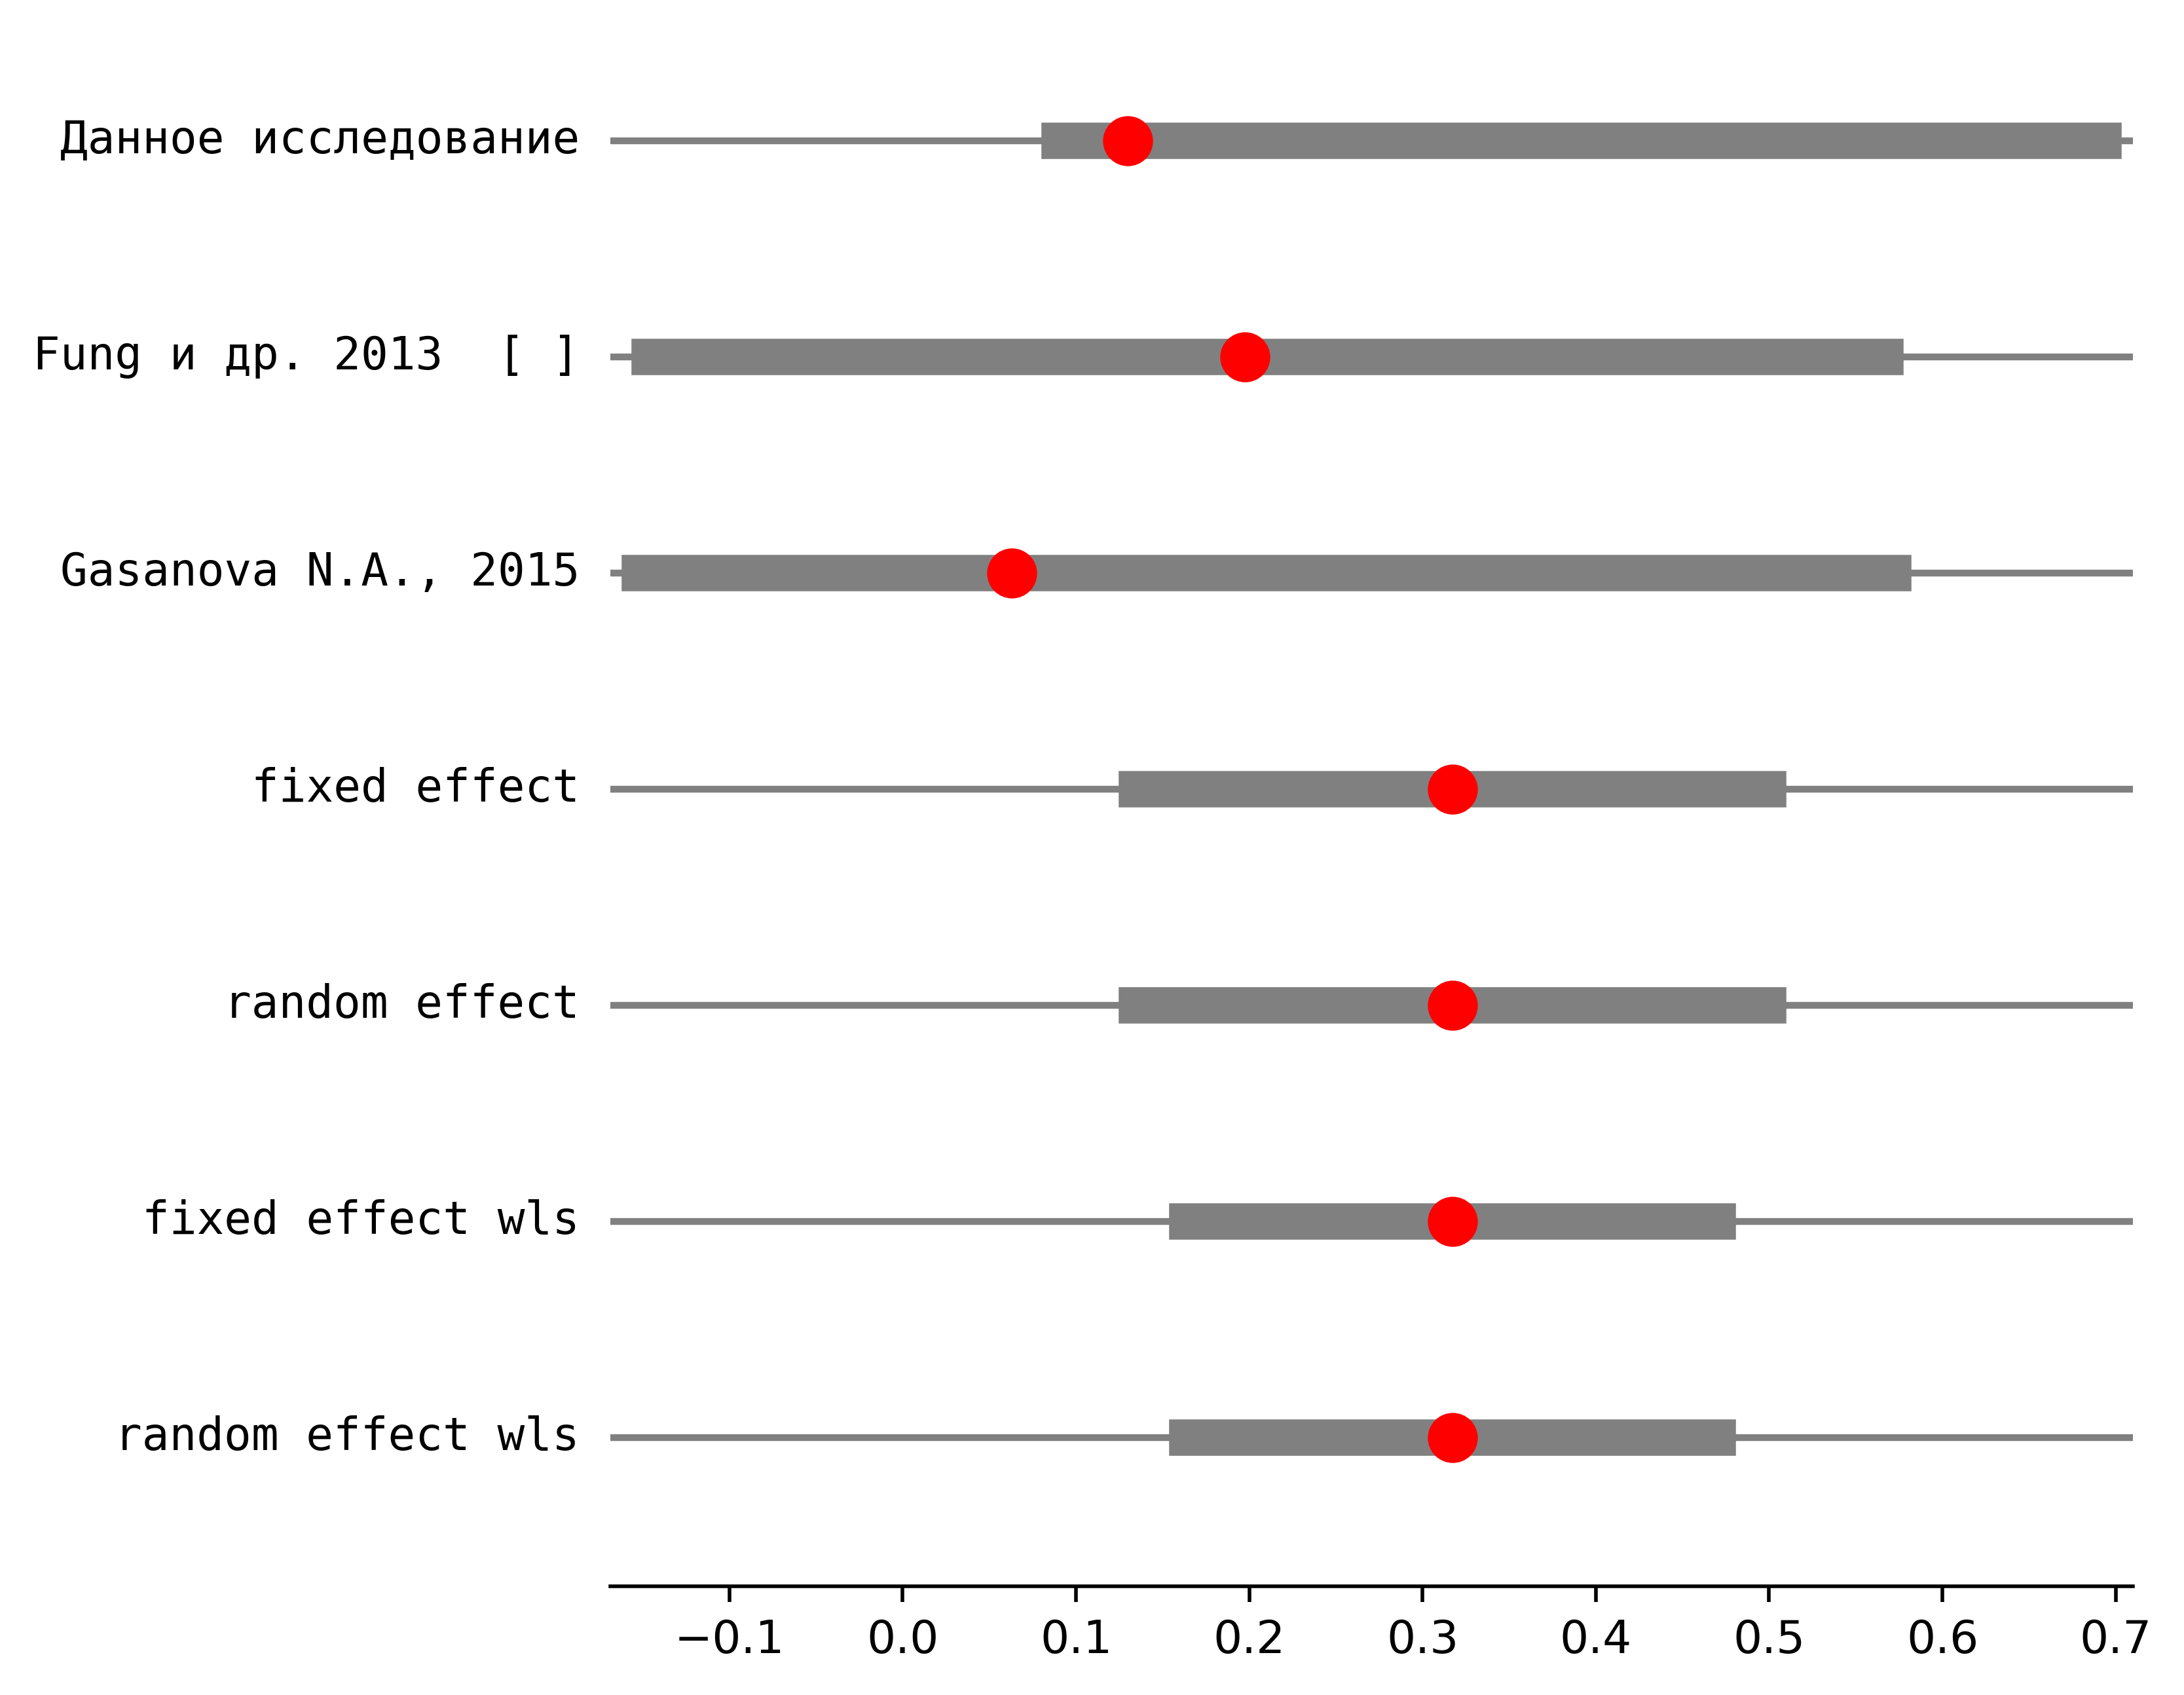 Данное исследование
Fung и др. 2013  [ ]
Gasanova N.A., 2015
fixed effect
random effect
fixed effect wls
random effect wls
−0.1 0.0 0.1 0.2 0.3 0.4 0.5 0.6 0.7